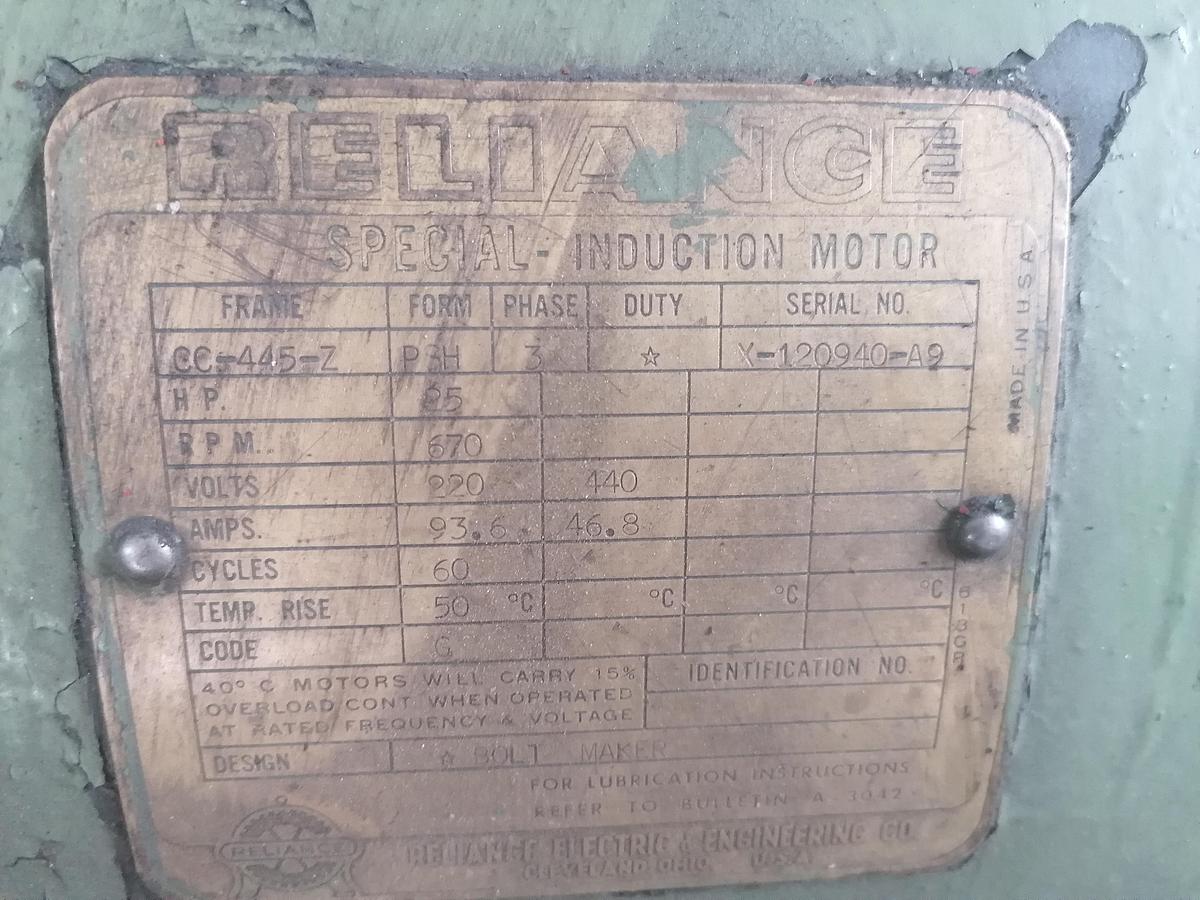 RELIANCE
SPECIAL- INDUCTION MOTOR
FRAME FORM PHASE DUTY SERIAL NO.
CC-445-Z P H 3 ☆ X-120940-A9
H P. 25
R P M. 670
VOLTS 220 440
AMPS. 93.6 46.8
CYCLES 60
TEMP. RISE 50 °C °C °C °C
CODE G
40° C MOTORS WILL CARRY 15%
OVERLOAD CONT WHEN OPERATED
AT RATED FREQUENCY & VOLTAGE
IDENTIFICATION NO.
DESIGN ☆ BOLT MAKER
FOR LUBRICATION INSTRUCTIONS
REFER TO BULLETIN A 3042
RELIANCE
RELIANCE ELECTRIC & ENGINEERING CO.
CLEVELAND, OHIO. U.S.A.
MADE IN U.S.A